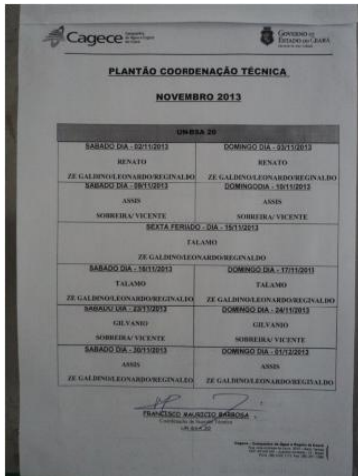 Cagece
GOVERNO DO
ESTADO DO CEARÁ
PLANTÃO COORDENAÇÃO TÉCNICA
NOVEMBRO 2013
UN-BSA 20
SABADO DIA - 02/11/2013 DOMINGO DIA - 03/11/2013
RENATO RENATO
ZE GALDINO/LEONARDO/REGINALDO ZE GALDINO/LEONARDO/REGINALDO
SABADO DIA - 09/11/2013 DOMINGODIA - 10/11/2013
ASSIS ASSIS
SOBREIRA/ VICENTE SOBREIRA/ VICENTE
SEXTA FERIADO - DIA - 15/11/2013
TALAMO
ZE GALDINO/LEONARDO/REGINALDO
SABADO DIA - 16/11/2013 DOMINGO DIA - 17/11/2013
TALAMO TALAMO
ZE GALDINO/LEONARDO/REGINALDO ZE GALDINO/LEONARDO/REGINALDO
SABADO DIA - 23/11/2013 DOMINGO DIA - 24/11/2013
GILVANIO GILVANIO
SOBREIRA/ VICENTE SOBREIRA/ VICENTE
SABADO DIA - 30/11/2013 DOMINGO DIA - 01/12/2013
ASSIS ASSIS
ZE GALDINO/LEONARDO/REGINALDO ZE GALDINO/LEONARDO/REGINALDO
FRANCISCO MAURICIO BARBOSA